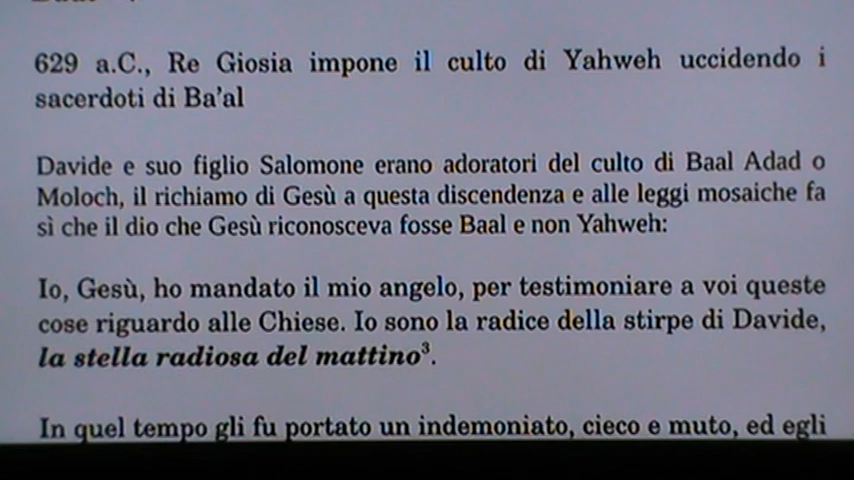 629 a.C., Re Giosia impone il culto di Yahweh uccidendo i
sacerdoti di Ba'al
Davide e suo figlio Salomone erano adoratori del culto di Baal Adad o
Moloch, il richiamo di Gesù a questa discendenza e alle leggi mosaiche fa
sì che il dio che Gesù riconosceva fosse Baal e non Yahweh:
Io, Gesù, ho mandato il mio angelo, per testimoniare a voi queste
cose riguardo alle Chiese. Io sono la radice della stirpe di Davide,
la stella radiosa del mattino³.
In quel tempo gli fu portato un indemoniato, cieco e muto, ed egli